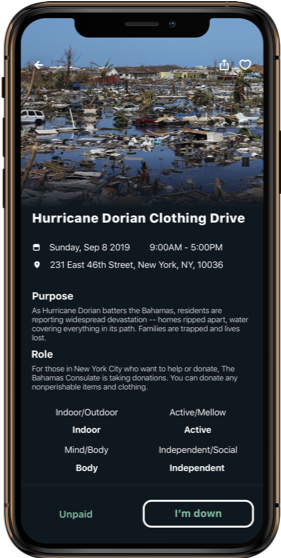 Hurricane Dorian Clothing Drive
Sunday, Sep 8 2019 9:00AM - 5:00PM
231 East 46th Street, New York, NY, 10036
Purpose
As Hurricane Dorian batters the Bahamas, residents are
reporting widespread devastation -- homes ripped apart, water
covering everything in its path. Families are trapped and lives
lost.
Role
For those in New York City who want to help or donate, The
Bahamas Consulate is taking donations. You can donate any
nonperishable items and clothing.
Indoor/Outdoor Active/Mellow
Indoor Active
Mind/Body Independent/Social
Body Independent
Unpaid I'm down